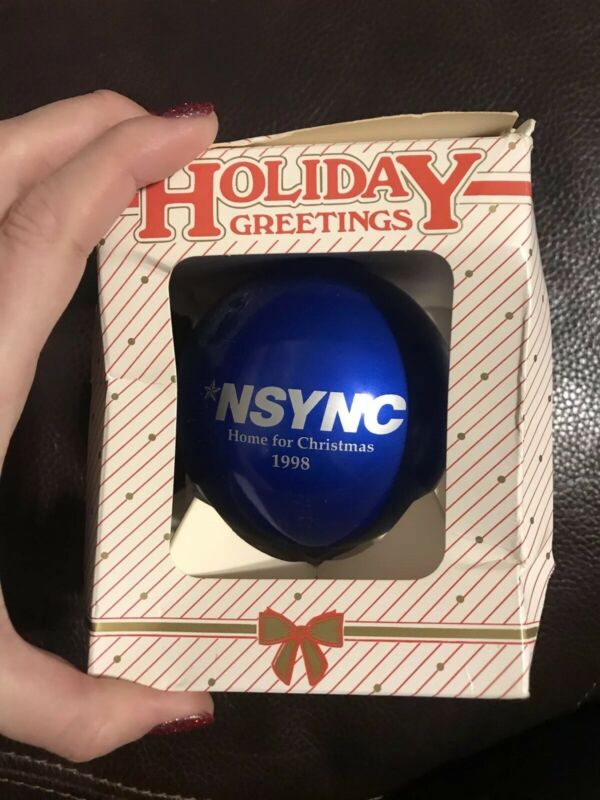 HOLIDAY
GREETINGS
*NSYNC
Home for Christmas
1998